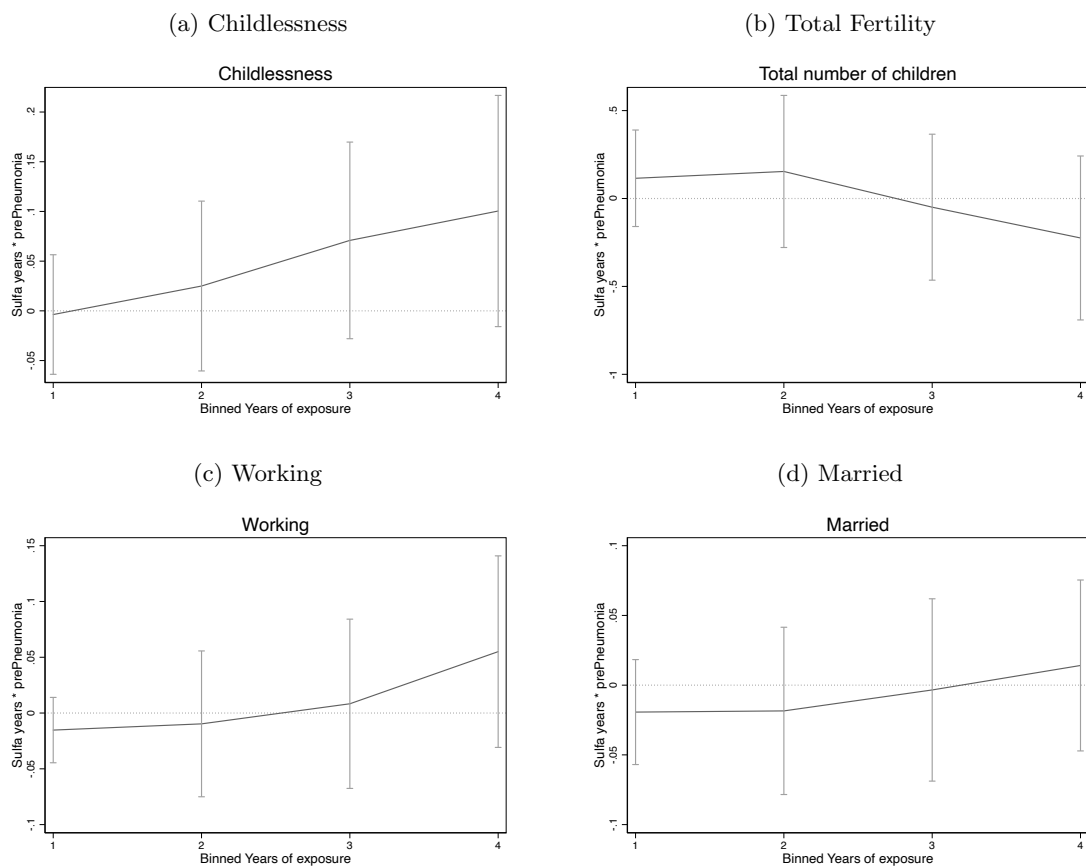 (a) Childlessness
Childlessness
Sulfa years * prePneumonia
.2
.15
.1
.05
0
-.05
1
2
3
4
Binned Years of exposure
(b) Total Fertility
Total number of children
Sulfa years * prePneumonia
.5
0
-.5
-1
1
2
3
4
Binned Years of exposure
(c) Working
Working
Sulfa years * prePneumonia
.15
.1
.05
0
-.05
-.1
1
2
3
4
Binned Years of exposure
(d) Married
Married
Sulfa years * prePneumonia
.1
.05
0
-.05
-.1
1
2
3
4
Binned Years of exposure